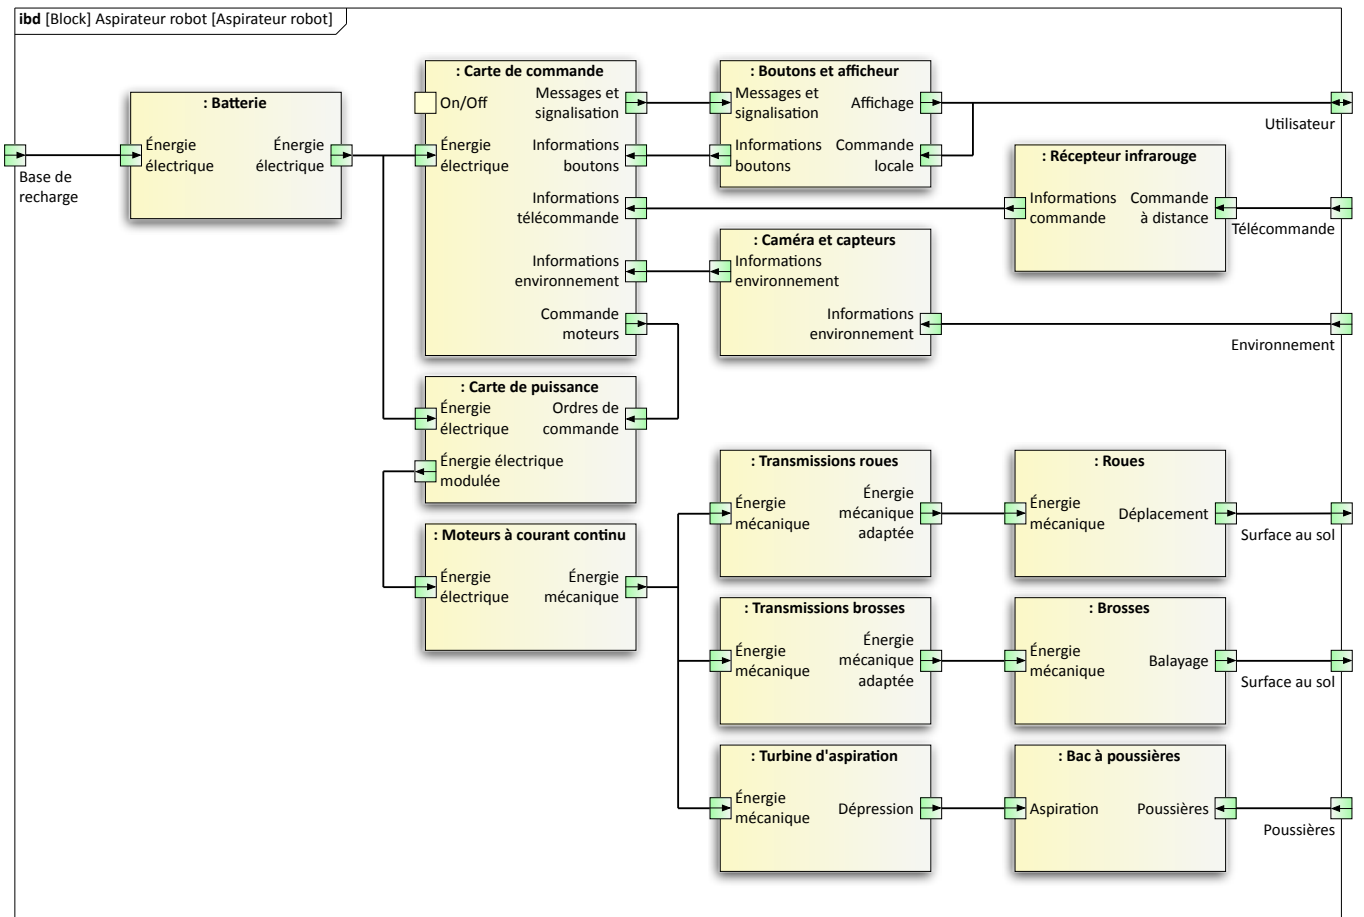 ibd [Block] Aspirateur robot [Aspirateur robot]
: Batterie
Énergie
électrique
Énergie
électrique
Base de
recharge
: Carte de commande
On/Off
Messages et
signalisation
Énergie
électrique
Informations
boutons
Informations
télécommande
Informations
environnement
Commande
moteurs
: Boutons et afficheur
Messages et
signalisation
Affichage
Informations
boutons
Commande
locale
Utilisateur
: Récepteur infrarouge
Informations
commande
Commande
à distance
Télécommande
: Caméra et capteurs
Informations
environnement
Informations
environnement
Environnement
: Carte de puissance
Énergie
électrique
Ordres de
commande
Énergie électrique
modulée
: Moteurs à courant continu
Énergie
électrique
Énergie
mécanique
: Transmissions roues
Énergie
mécanique
Énergie
mécanique
adaptée
: Roues
Énergie
mécanique
Déplacement
Surface au sol
: Transmissions brosses
Énergie
mécanique
Énergie
mécanique
adaptée
: Brosses
Énergie
mécanique
Balayage
Surface au sol
: Turbine d'aspiration
Énergie
mécanique
Dépression
: Bac à poussières
Aspiration
Poussières
Poussières